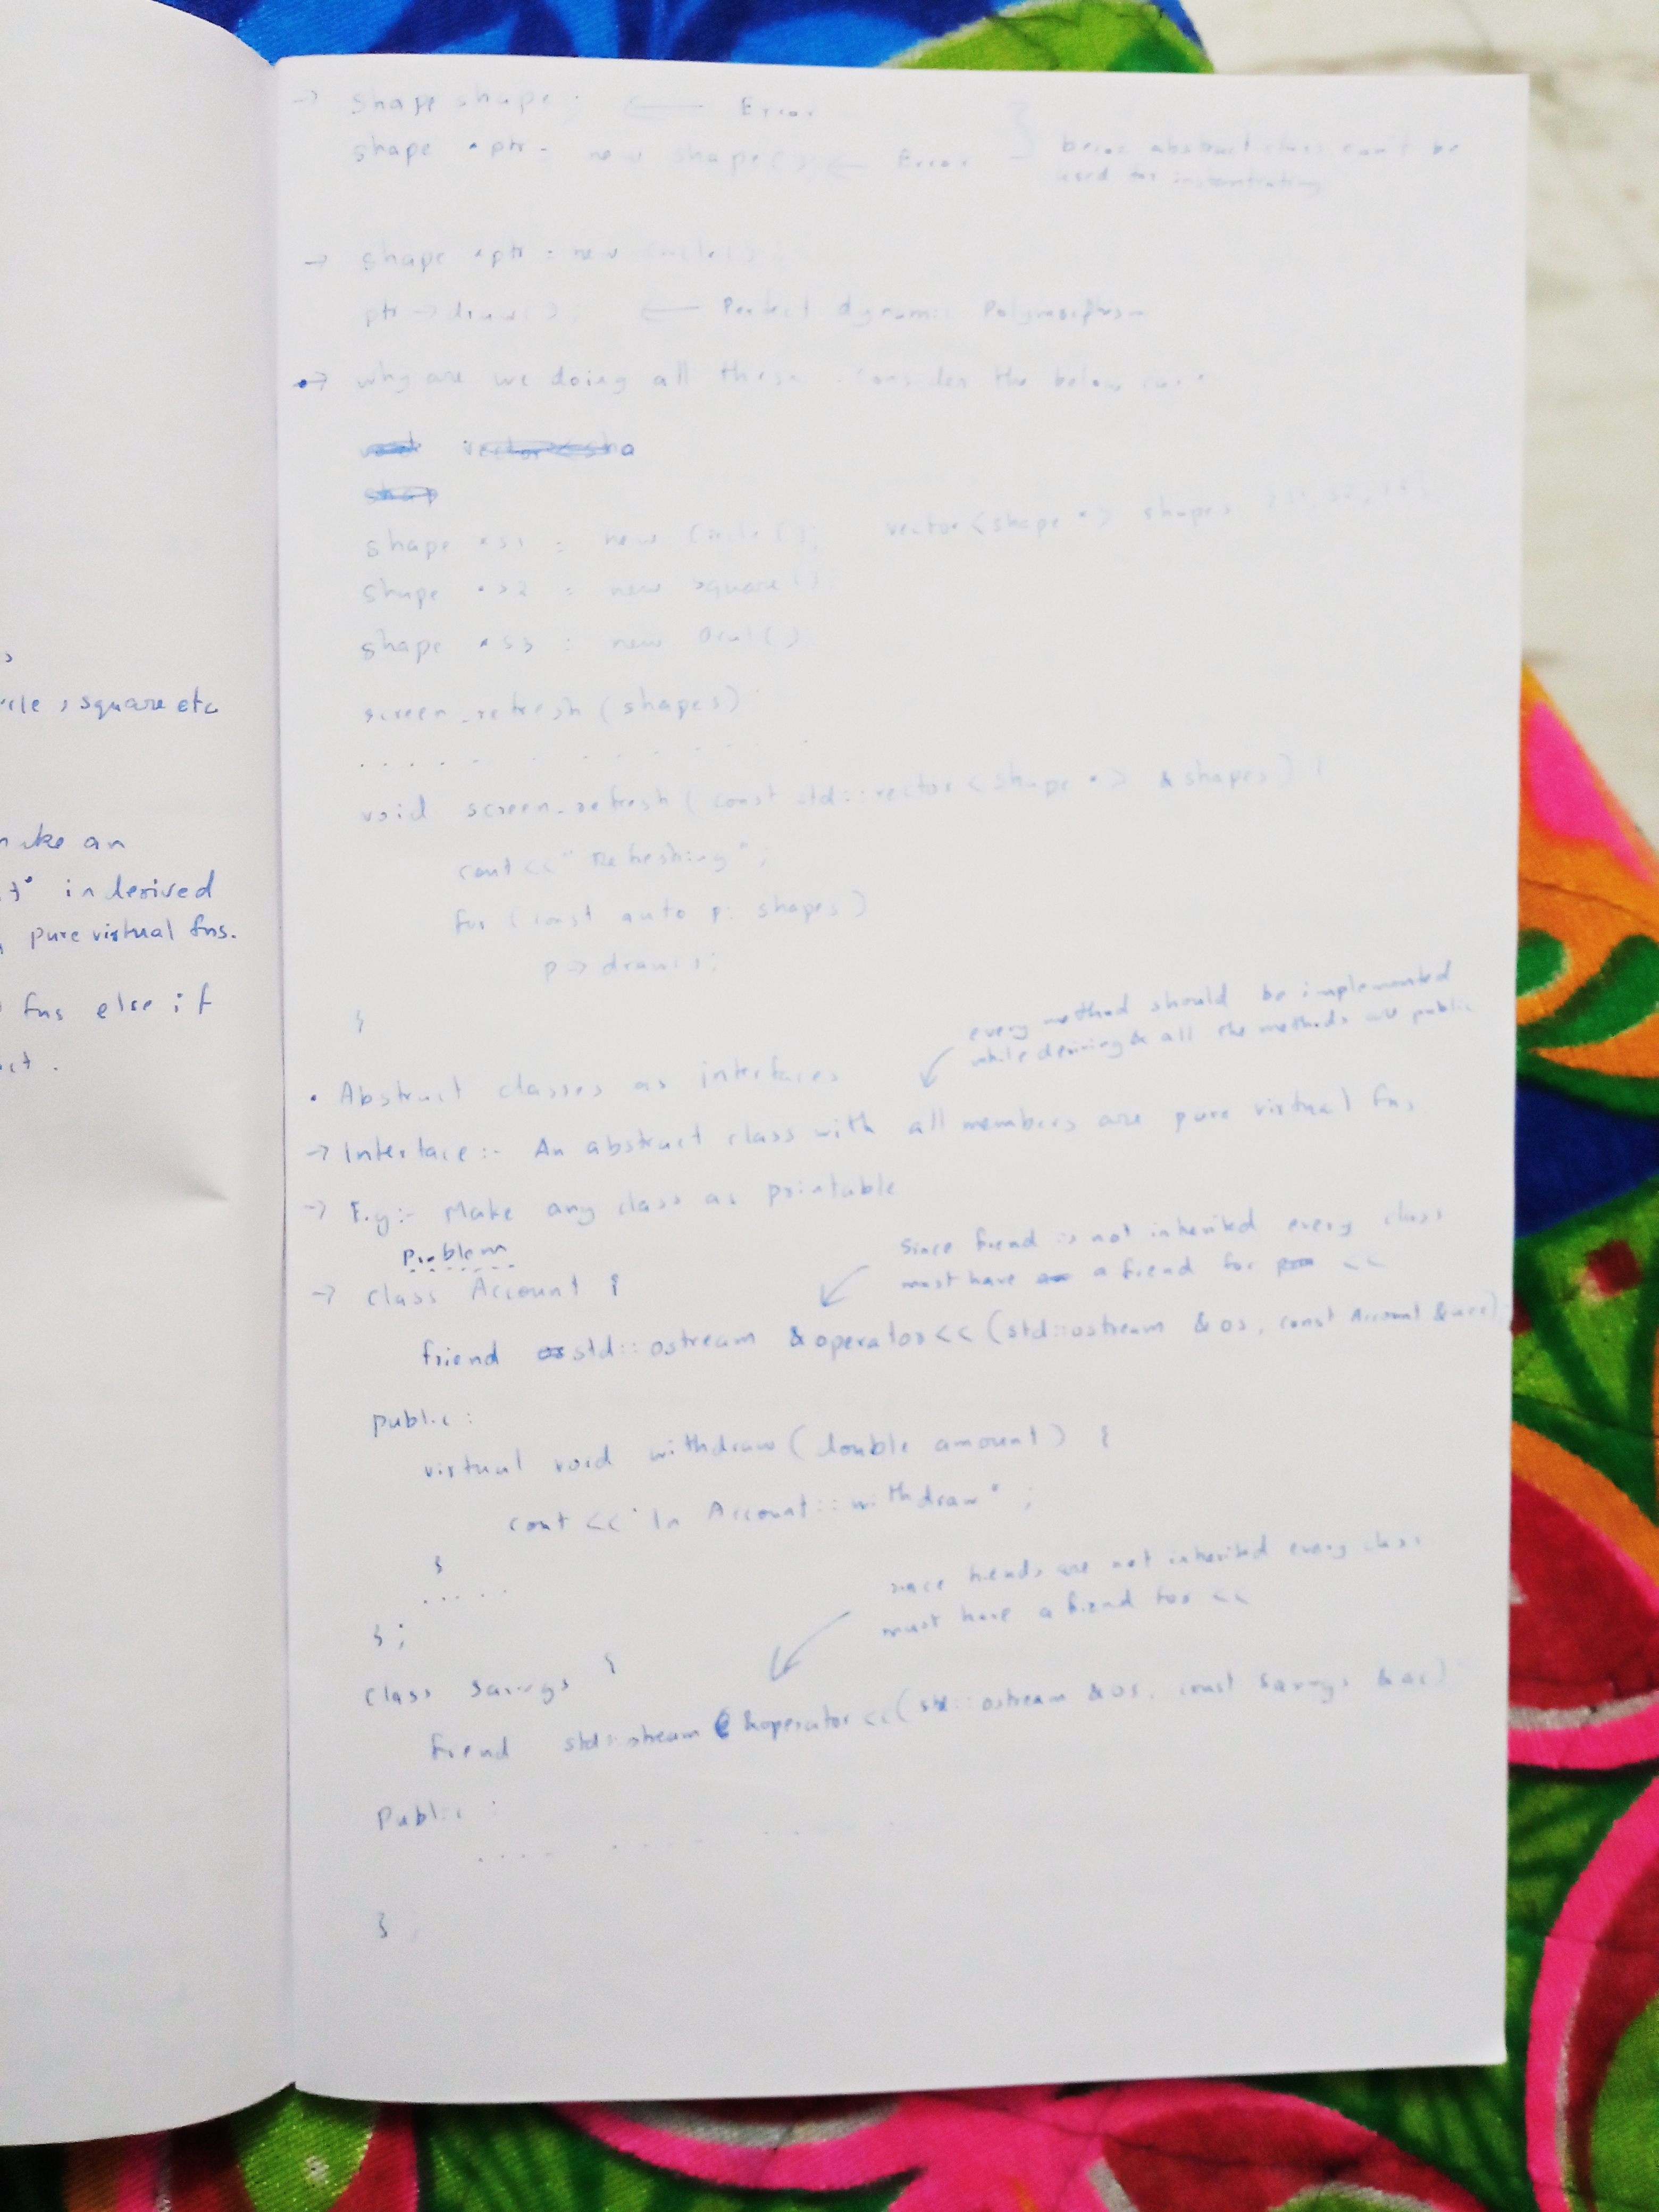 , square etc
make an
in derived
pure virtual fns.
fns else if
→ Shape shape; ← Error
shape *ptr = new shape(); ← Error } abstract class can't be
used for instantiating
→ shape *ptr = new Circle()
ptr → draw(); ← Perfect dynamic Polymorphism
→ why are we doing all these consider the below
shape *s1 = new Circle(); vector<shape *> shapes
shape *s2 = new square()
shape *s3 = new Oval()
screen_refresh (shapes)
. . . . . . . . . . .
void screen_refresh ( const std::vector<shape *> &shapes) {
cout << "Refreshing";
for (const auto p: shapes)
p → draw();
}
every method should be implemented
while deriving & all the methods are public
• Abstract classes as interfaces
→ Interface:- An abstract class with all members are pure virtual fns.
→ E.g:- Make any class as printable
Problem
since friend is not inherited every class
must have a friend for <<
→ class Account {
friend std::ostream &operator<< (std::ostream &os, const Account &acc);
public:
virtual void withdraw (double amount) {
cout << "In Account::withdraw";
}
. . . . .
};
since friends are not inherited every class
must have a friend for <<
class Savings {
friend std::ostream &operator<<(std::ostream &os, const Savings &ac)
Public:
. . . . . . . . .
};